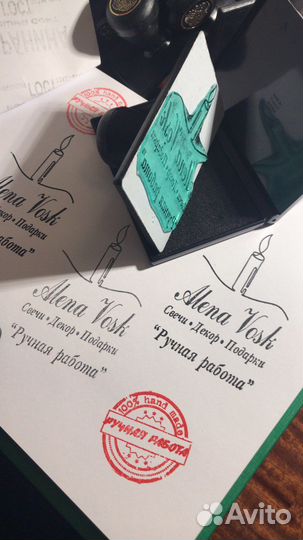 ГОСТ
Alena Vosk
Свечи • Декор • Подарки
"Ручная работа"
Alena Vosk
Свечи • Декор • Подарки
"Ручная работа"
Alena Vosk
Свечи • Декор • Подарки
"Ручная работа"
100% hand made
РУЧНАЯ РАБОТА
Avito